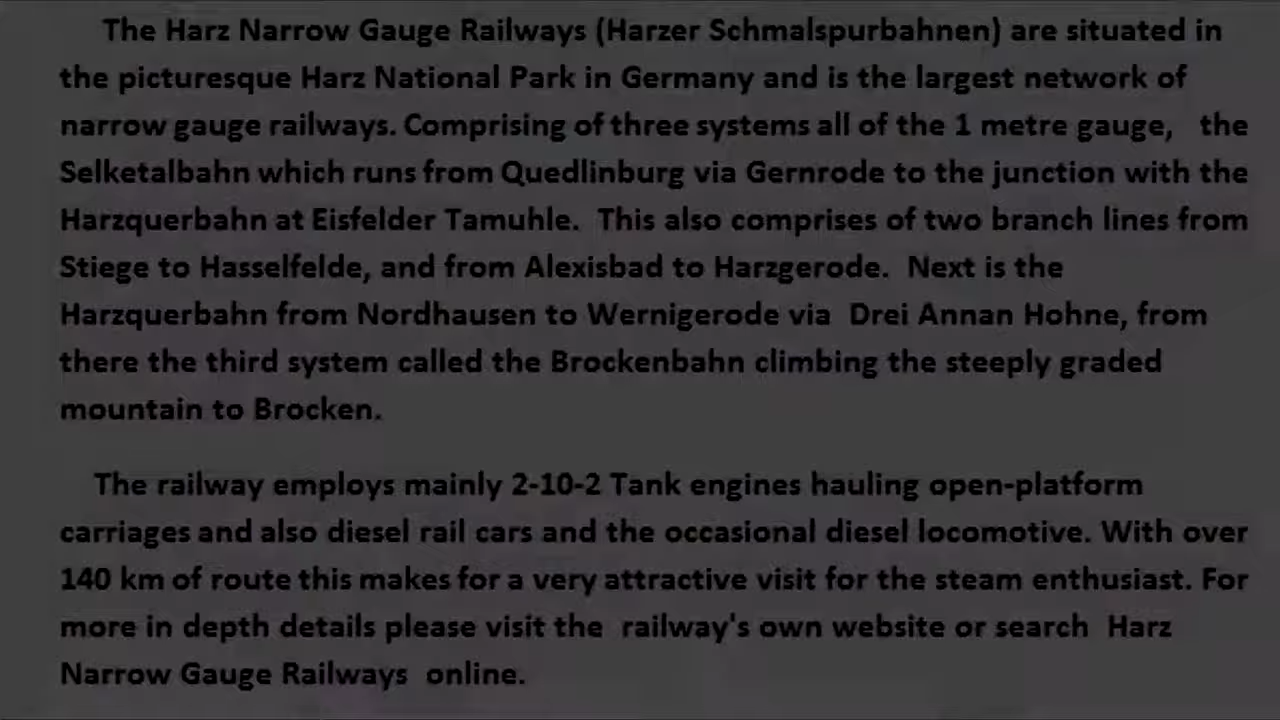 The Harz Narrow Gauge Railways (Harzer Schmalspurbahnen) are situated in
the picturesque Harz National Park in Germany and is the largest network of
narrow gauge railways. Comprising of three systems all of the 1 metre gauge, the
Selketalbahn which runs from Quedlinburg via Gernrode to the junction with the
Harzquerbahn at Eisfelder Tamuhle. This also comprises of two branch lines from
Stiege to Hasselfelde, and from Alexisbad to Harzgerode. Next is the
Harzquerbahn from Nordhausen to Wernigerode via Drei Annan Hohne, from
there the third system called the Brockenbahn climbing the steeply graded
mountain to Brocken.
The railway employs mainly 2-10-2 Tank engines hauling open-platform
carriages and also diesel rail cars and the occasional diesel locomotive. With over
140 km of route this makes for a very attractive visit for the steam enthusiast. For
more in depth details please visit the railway's own website or search Harz
Narrow Gauge Railways online.